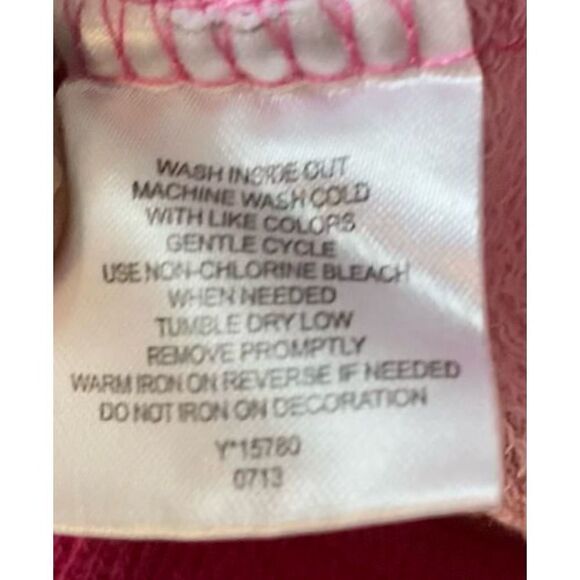 WASH INSIDE OUT
MACHINE WASH COLD
WITH LIKE COLORS
GENTLE CYCLE
USE NON-CHLORINE BLEACH
WHEN NEEDED
TUMBLE DRY LOW
REMOVE PROMPTLY
WARM IRON ON REVERSE IF NEEDED
DO NOT IRON ON DECORATION
Y*15780
0713